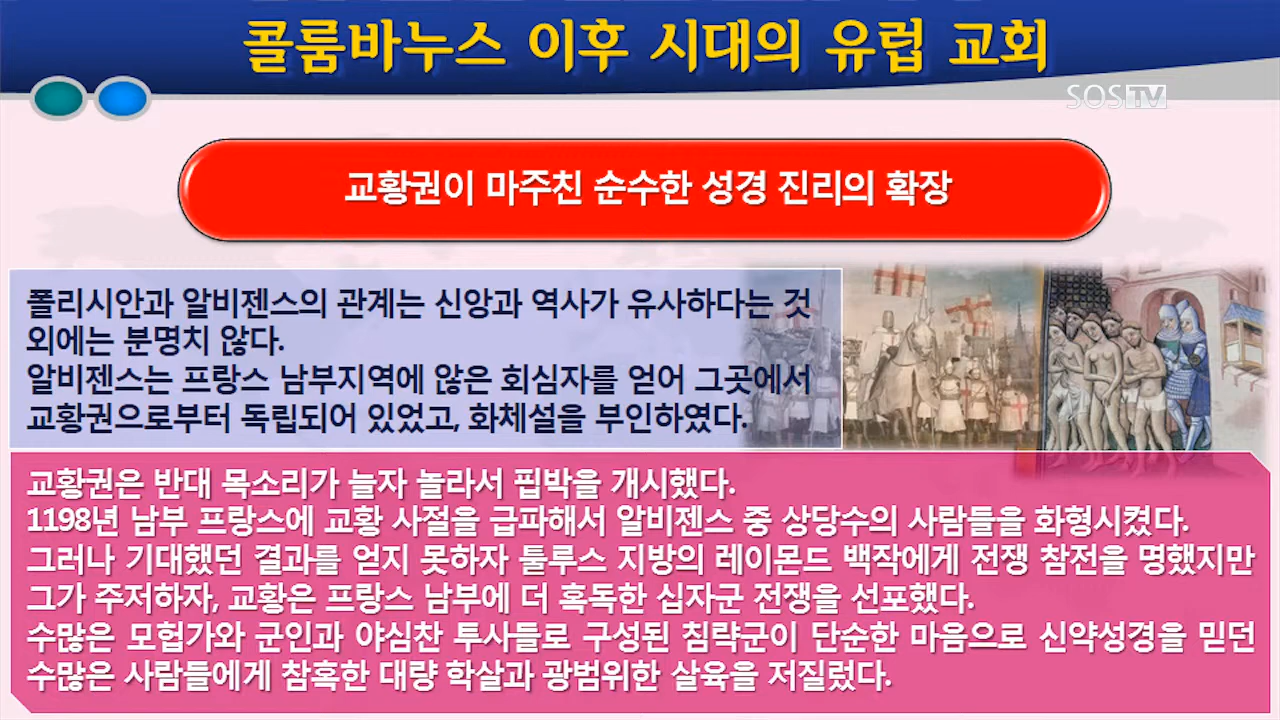 콜룸바누스 이후 시대의 유럽 교회
SOSTV
교황권이 마주친 순수한 성경 진리의 확장
폴리시안과 알비젠스의 관계는 신앙과 역사가 유사하다는 것
외에는 분명치 않다.
알비젠스는 프랑스 남부지역에 않은 회심자를 얻어 그곳에서
교황권으로부터 독립되어 있었고, 화체설을 부인하였다.
교황권은 반대 목소리가 늘자 놀라서 핍박을 개시했다.
1198년 남부 프랑스에 교황 사절을 급파해서 알비젠스 중 상당수의 사람들을 화형시켰다.
그러나 기대했던 결과를 얻지 못하자 툴루스 지방의 레이몬드 백작에게 전쟁 참전을 명했지만
그가 주저하자, 교황은 프랑스 남부에 더 혹독한 십자군 전쟁을 선포했다.
수많은 모험가와 군인과 야심찬 투사들로 구성된 침략군이 단순한 마음으로 신약성경을 믿던
수많은 사람들에게 참혹한 대량 학살과 광범위한 살육을 저질렀다.